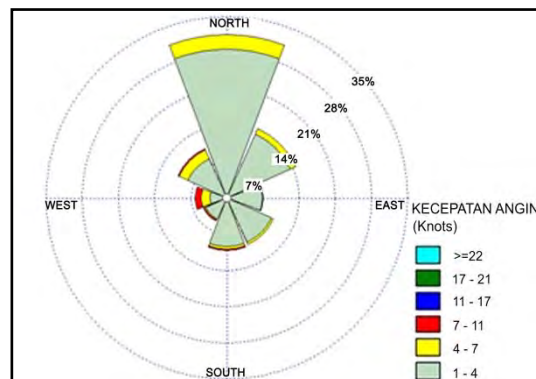 NORTH
35%
28%
21%
14%
7%
WEST
EAST
SOUTH
KECEPATAN ANGIN
(Knots)
>=22
17 - 21
11 - 17
7 - 11
4 - 7
1 - 4